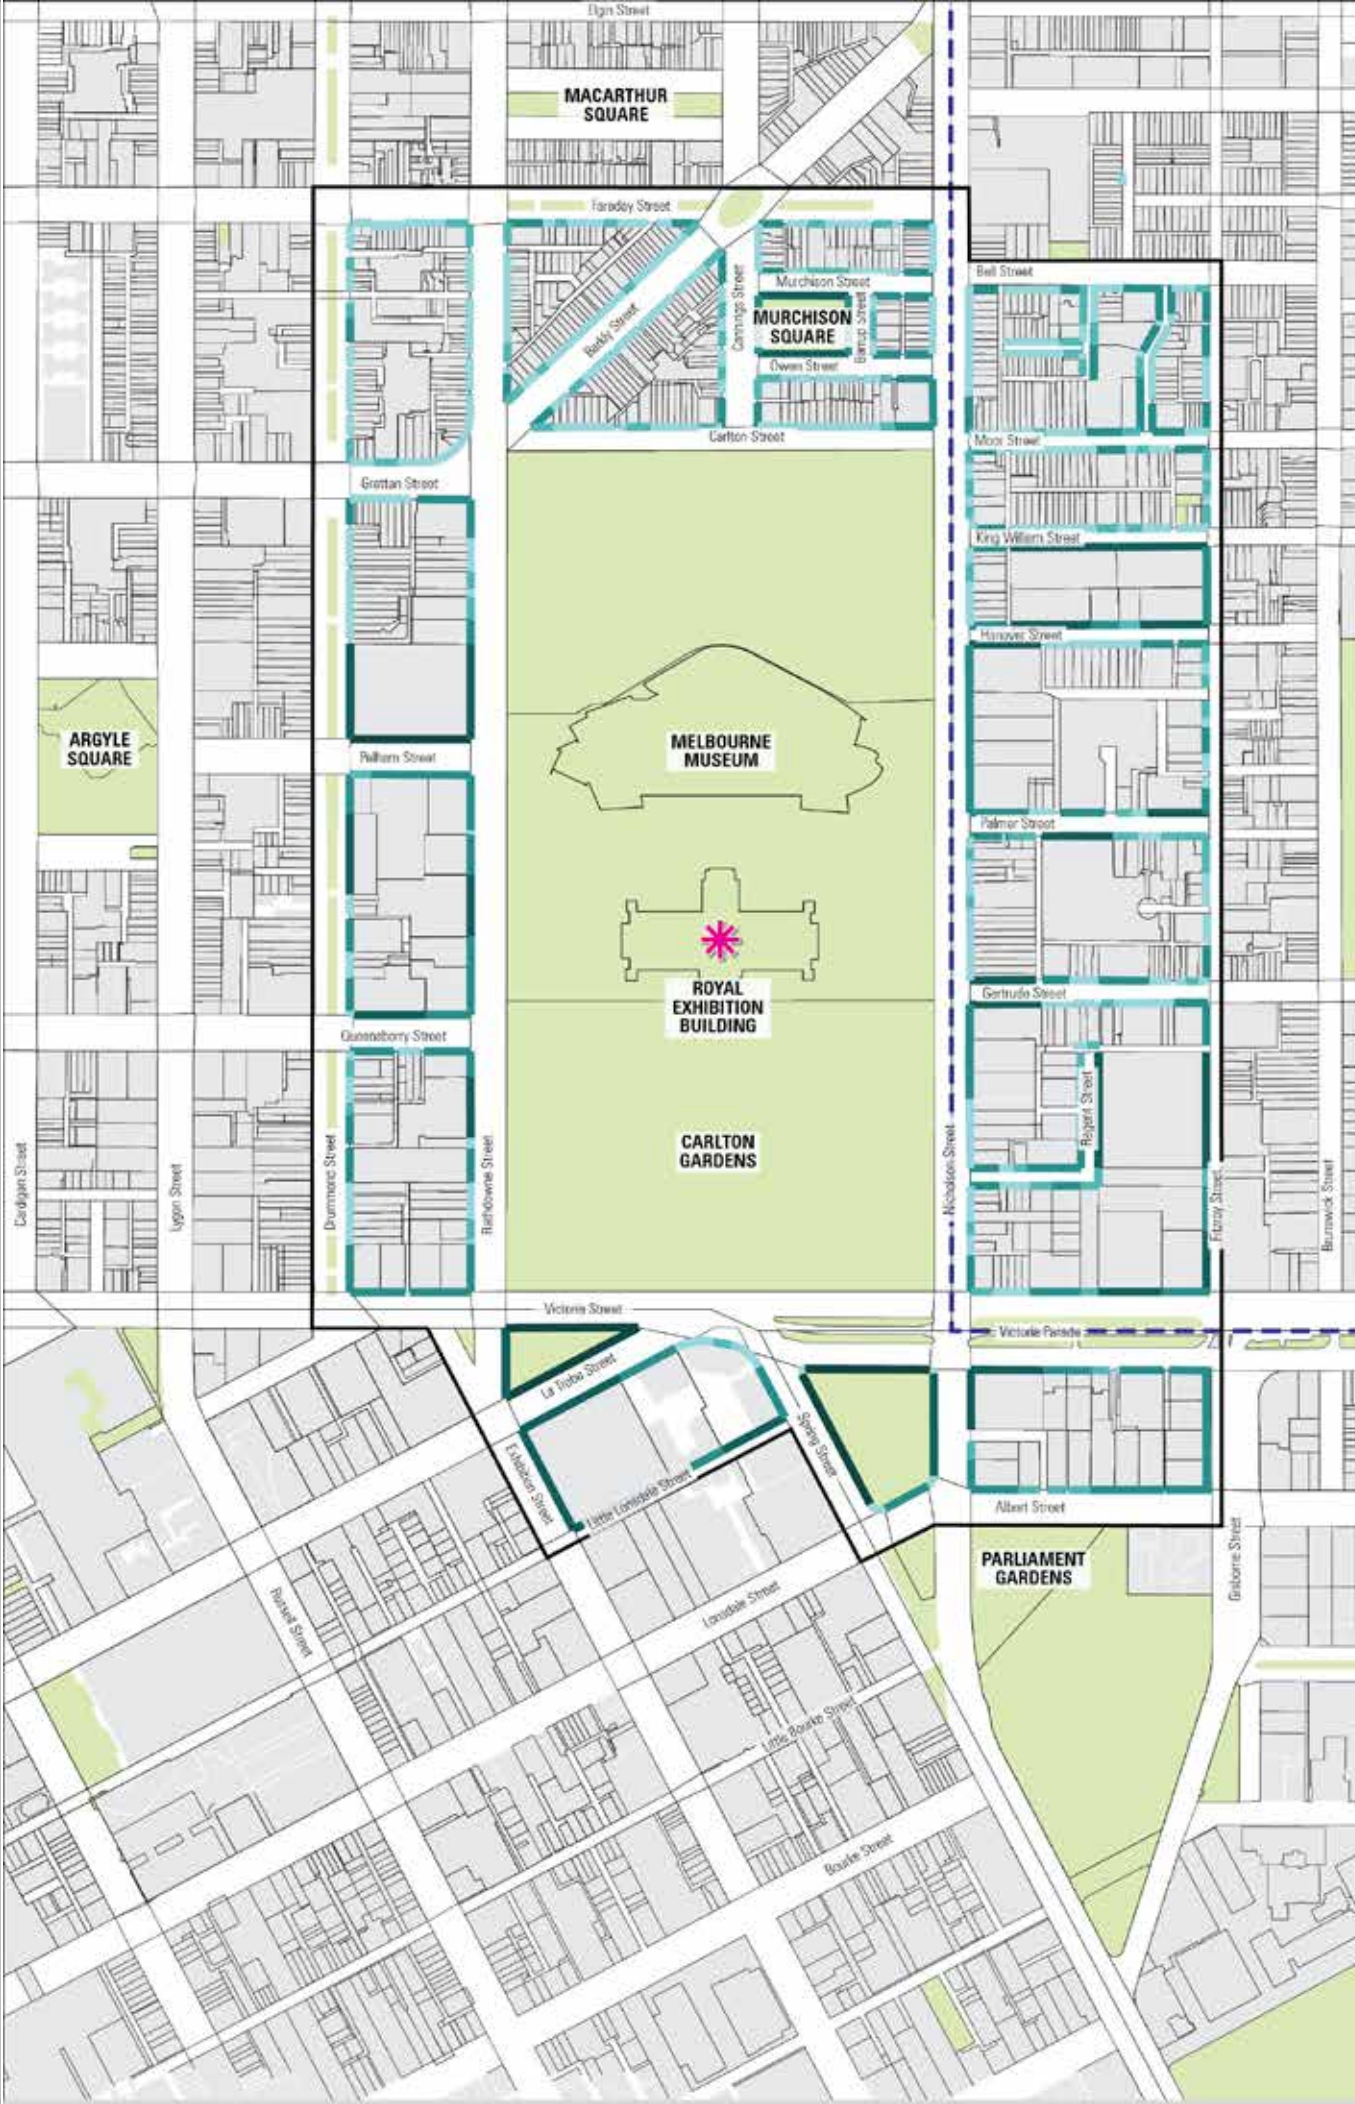 Elgin Street
MACARTHUR
SQUARE
Faraday Street
Bell Street
Murchison Street
Canning Street
MURCHISON
SQUARE
Barkly Street
Barrup Street
Owen Street
Carlton Street
Moor Street
Grattan Street
King William Street
Hanover Street
ARGYLE
SQUARE
MELBOURNE
MUSEUM
Pelham Street
Palmer Street
ROYAL
EXHIBITION
BUILDING
Gertrude Street
Queensberry Street
Regent Street
CARLTON
GARDENS
Cardigan Street
Lygon Street
Drummond Street
Rathdowne Street
Nicholson Street
Fitzroy Street
Brunswick Street
Victoria Street
Victoria Parade
La Trobe Street
Spring Street
Exhibition Street
Little Lonsdale Street
Albert Street
PARLIAMENT
GARDENS
Gisborne Street
Russell Street
Lonsdale Street
Little Bourke Street
Bourke Street